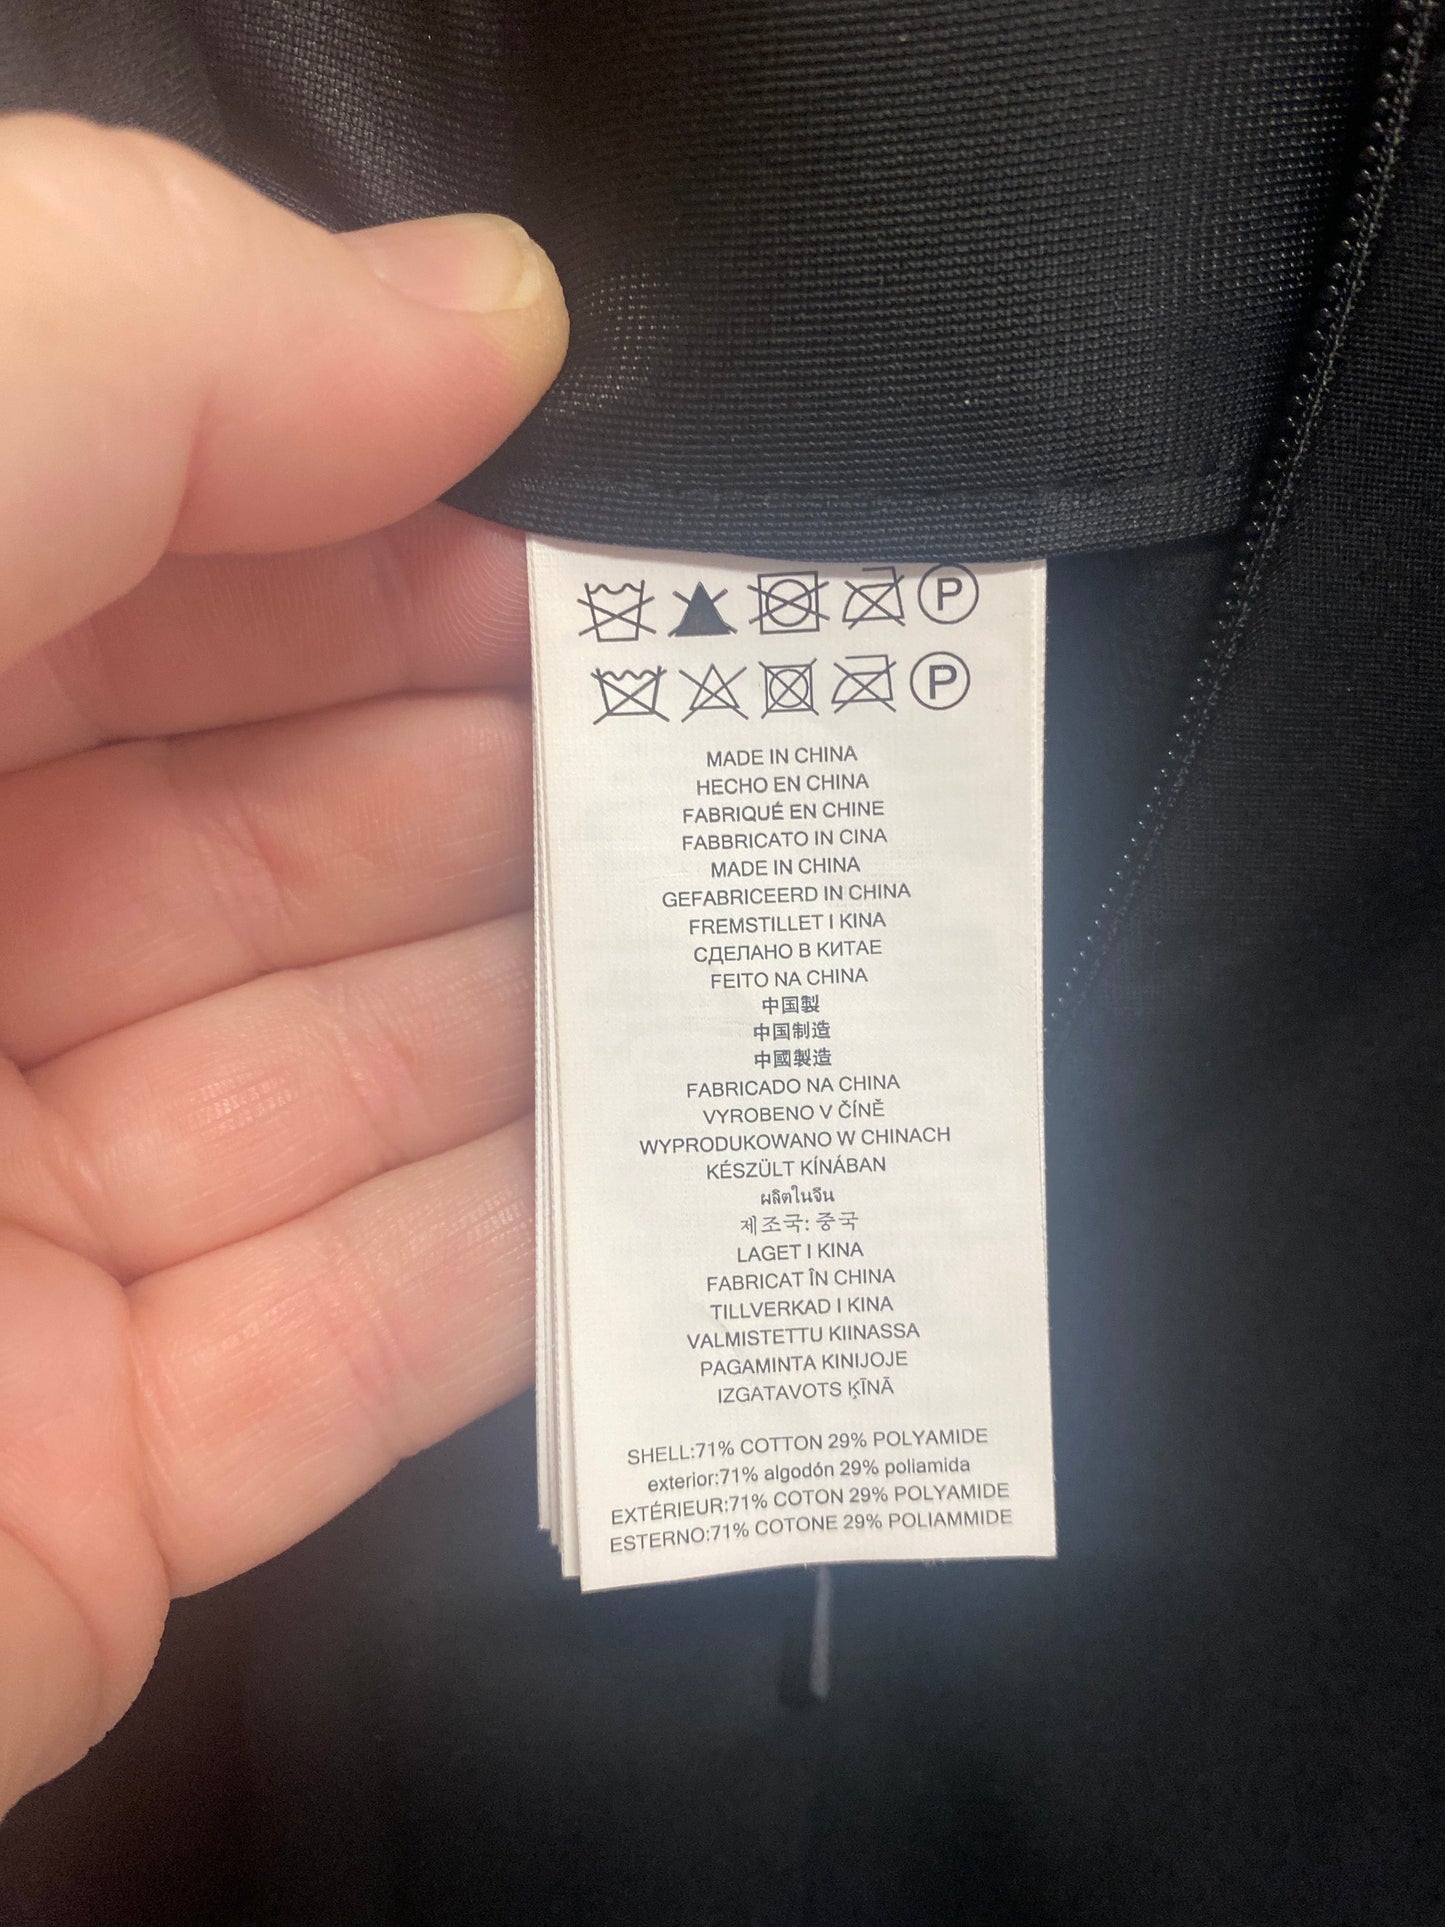 P
P
MADE IN CHINA
HECHO EN CHINA
FABRIQUÉ EN CHINE
FABBRICATO IN CINA
MADE IN CHINA
GEFABRICEERD IN CHINA
FREMSTILLET I KINA
СДЕЛАНО В КИТАЕ
FEITO NA CHINA
中国製
中国制造
中國製造
FABRICADO NA CHINA
VYROBENO V ČÍNĚ
WYPRODUKOWANO W CHINACH
KÉSZÜLT KÍNÁBAN
ผลิตในจีน
제조국: 중국
LAGET I KINA
FABRICAT ÎN CHINA
TILLVERKAD I KINA
VALMISTETTU KIINASSA
PAGAMINTA KINIJOJE
IZGATAVOTS ĶĪNĀ
SHELL:71% COTTON 29% POLYAMIDE
exterior:71% algodón 29% poliamida
EXTÉRIEUR:71% COTON 29% POLYAMIDE
ESTERNO:71% COTONE 29% POLIAMMIDE